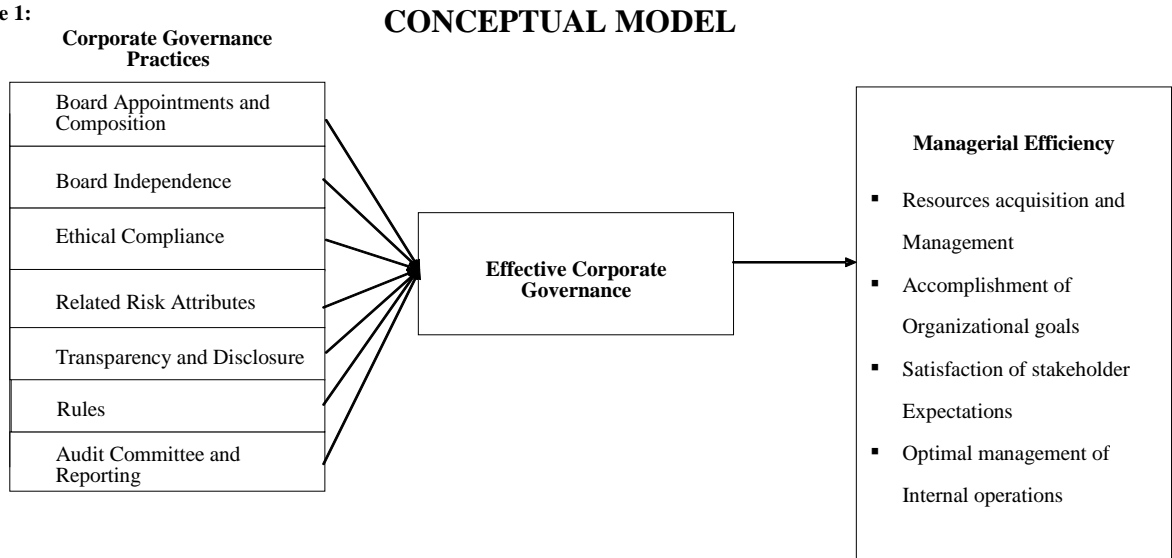 e 1:
CONCEPTUAL MODEL
Corporate Governance
Practices
Board Appointments and
Composition
Board Independence
Ethical Compliance
Related Risk Attributes
Transparency and Disclosure
Rules
Audit Committee and
Reporting
Effective Corporate
Governance
Managerial Efficiency
▪ Resources acquisition and
Management
▪ Accomplishment of
Organizational goals
▪ Satisfaction of stakeholder
Expectations
▪ Optimal management of
Internal operations